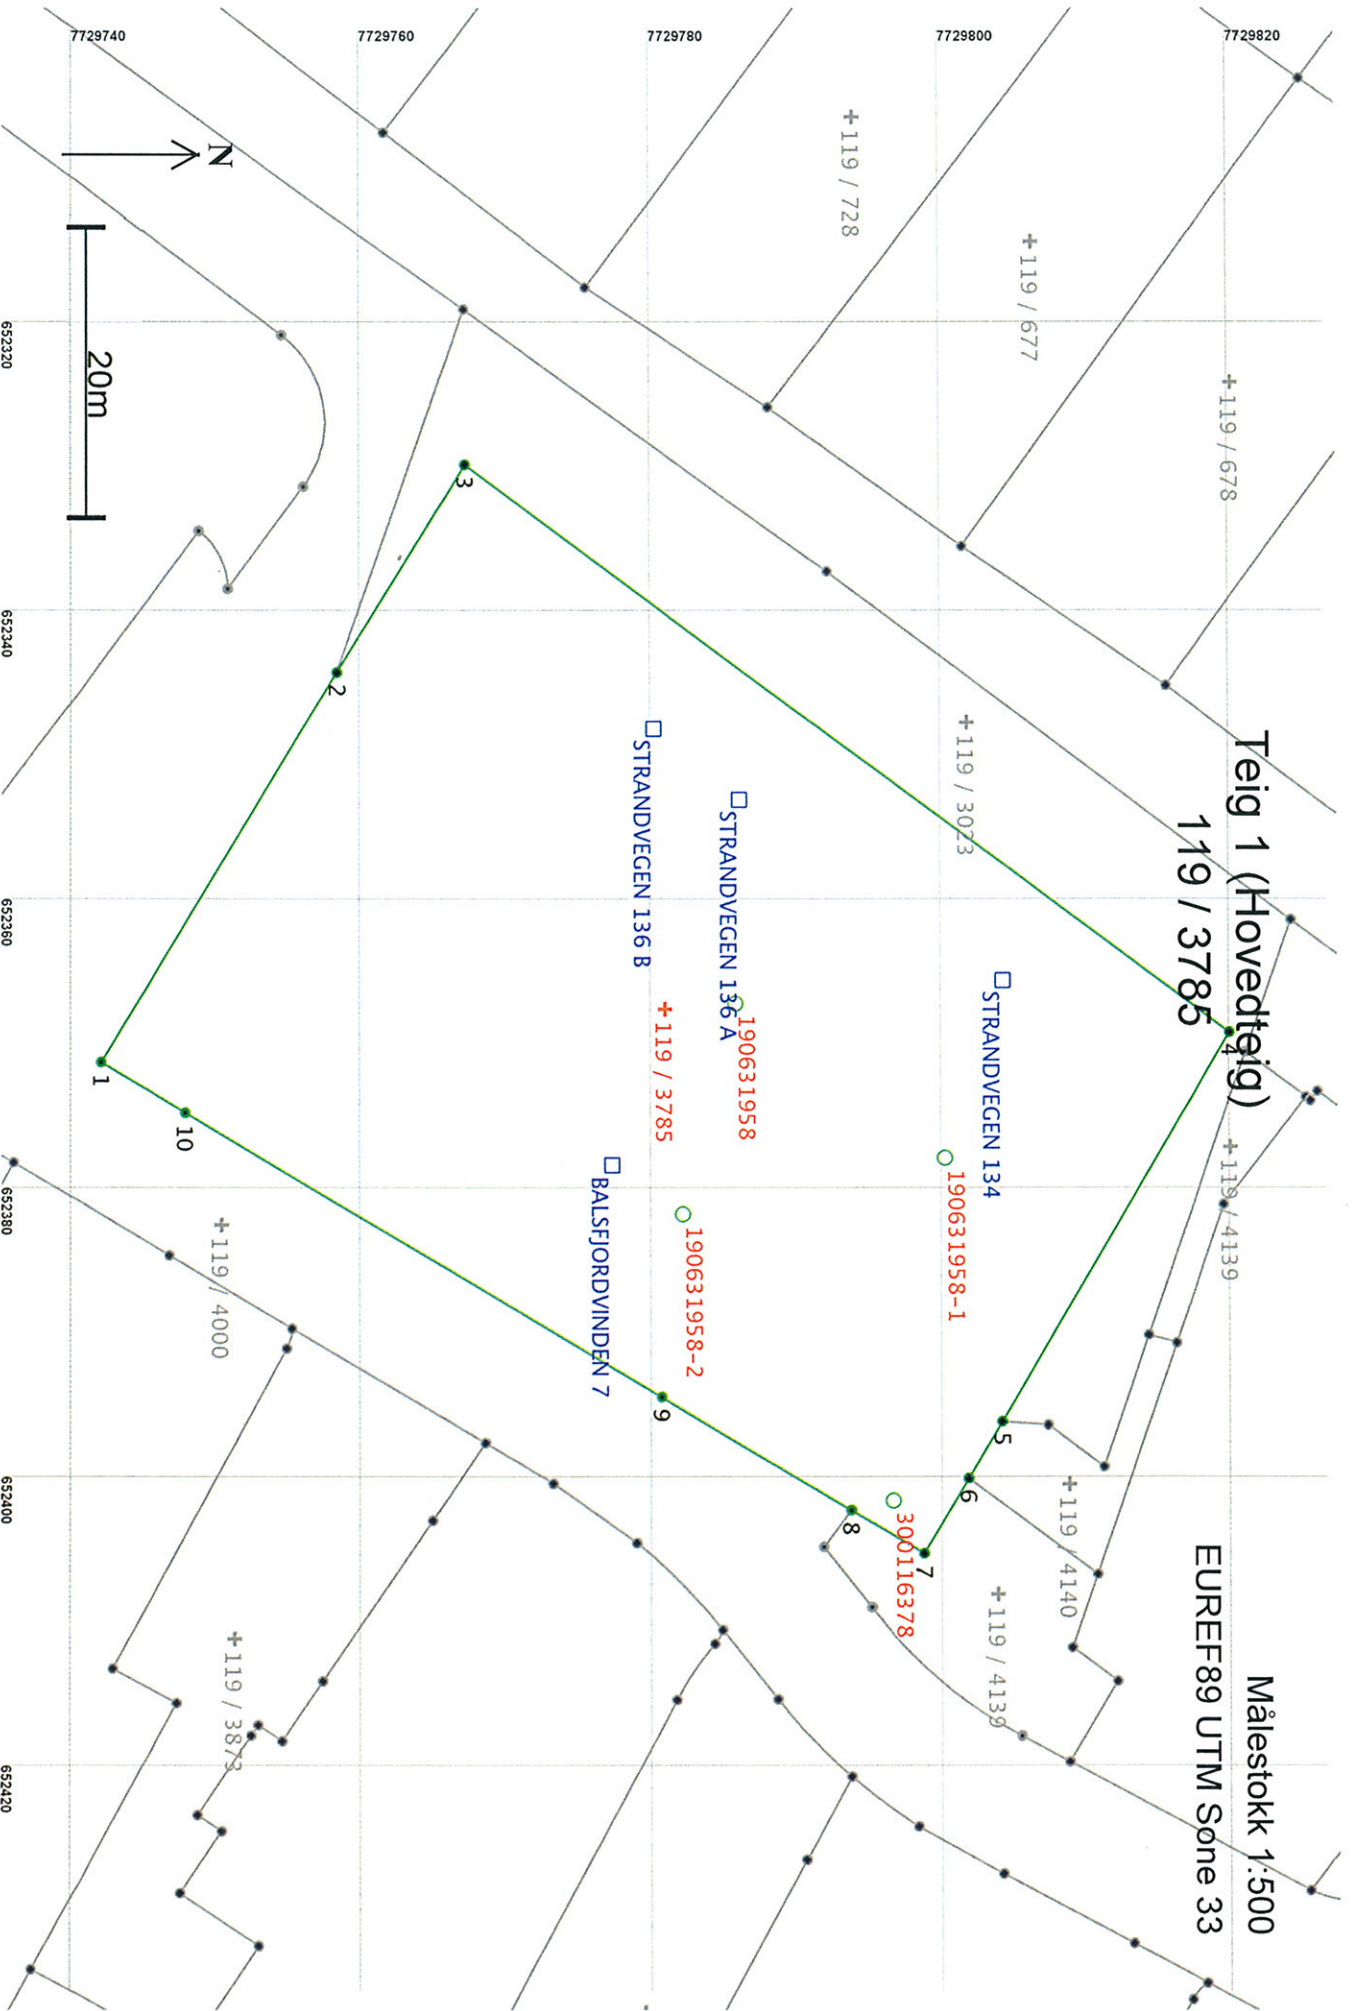 Teig 1 (Hovedteig)
119 / 3785
Målestokk 1:500
EUREF89 UTM Sone 33
7729820
7729800
7729780
7729760
7729740
+119 / 678
+119 / 677
+119 / 728
+119 / 3023
+119 / 4139
+119 / 4140
+119 / 4139
4
STRANDVEGEN 134
190631958-1
5
6
7
300116378
8
STRANDVEGEN 136 A
190631958
STRANDVEGEN 136 B
+119 / 3785
190631958-2
BALSFJORDVINDEN 7
9
3
2
10
1
+119 / 4000
+119 / 3873
N
20m
652320
652340
652360
652380
652400
652420